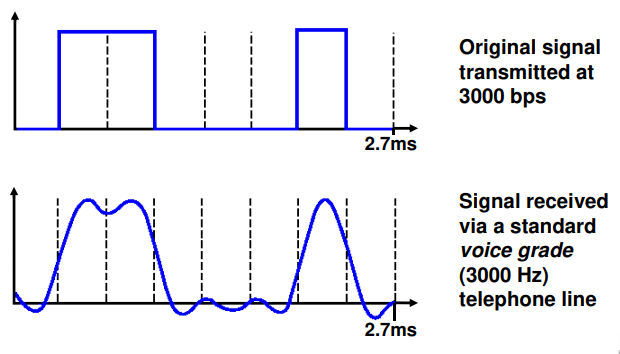 Original signal
transmitted at
3000 bps
2.7ms
Signal received
via a standard
voice grade
(3000 Hz)
telephone line
2.7ms